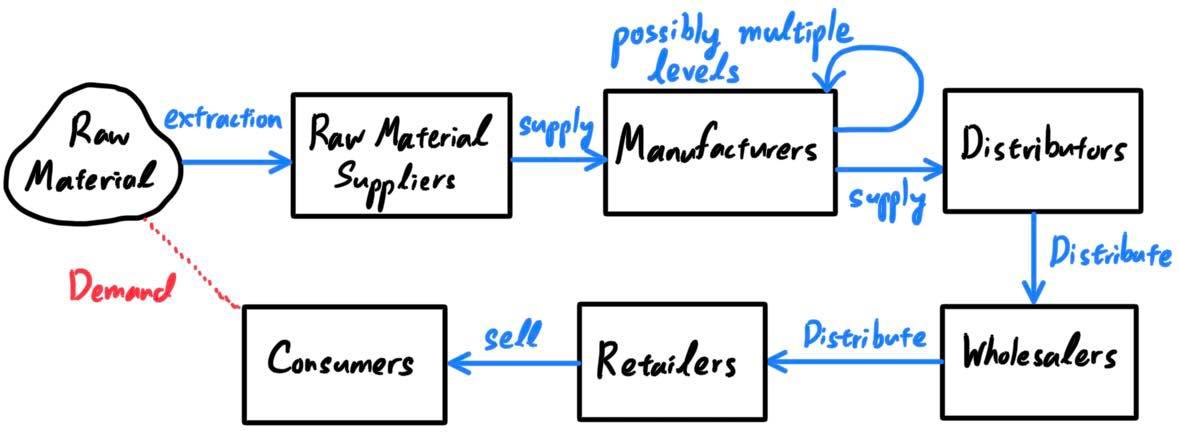 possibly multiple
levels
Raw
Material
extraction
Raw Material
Suppliers
supply
Manufacturers
supply
Distributors
Distribute
Demand
Consumers
sell
Retailers
Distribute
Wholesalers